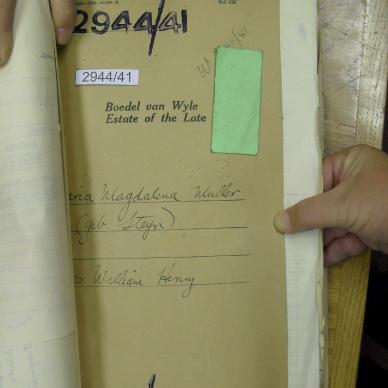 2944/41
2944/41
Boedel van Wyle
Estate of the Late
Magdalena Muller
(geb. Steyn)
William Henry